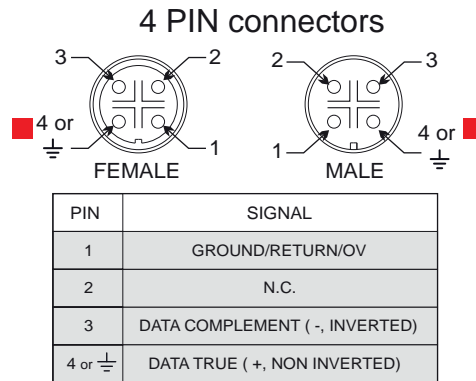 4 PIN connectors
3 2 2 3
4 or 4 or
1 1
FEMALE MALE
PIN SIGNAL
1 GROUND/RETURN/OV
2 N.C.
3 DATA COMPLEMENT ( -, INVERTED)
4 or ⏚ DATA TRUE ( +, NON INVERTED)